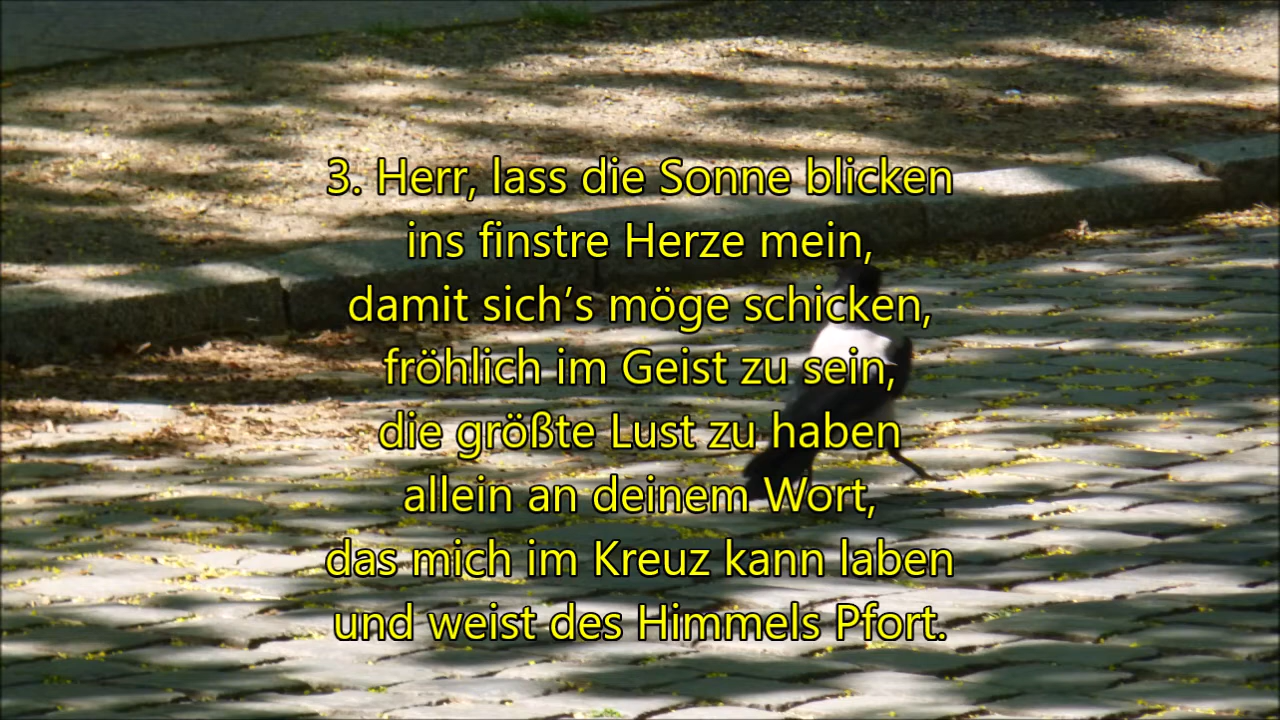 3. Herr, lass die Sonne blicken
ins finstre Herze mein,
damit sich’s möge schicken,
fröhlich im Geist zu sein,
die größte Lust zu haben
allein an deinem Wort,
das mich im Kreuz kann laben
und weist des Himmels Pfort.